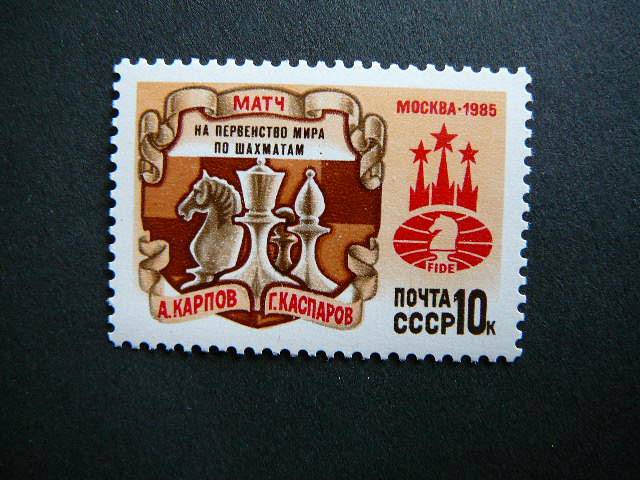 МАТЧ
НА ПЕРВЕНСТВО МИРА
ПО ШАХМАТАМ
А.КАРПОВ
Г.КАСПАРОВ
МОСКВА·1985
FIDE
ПОЧТА
СССР 10к